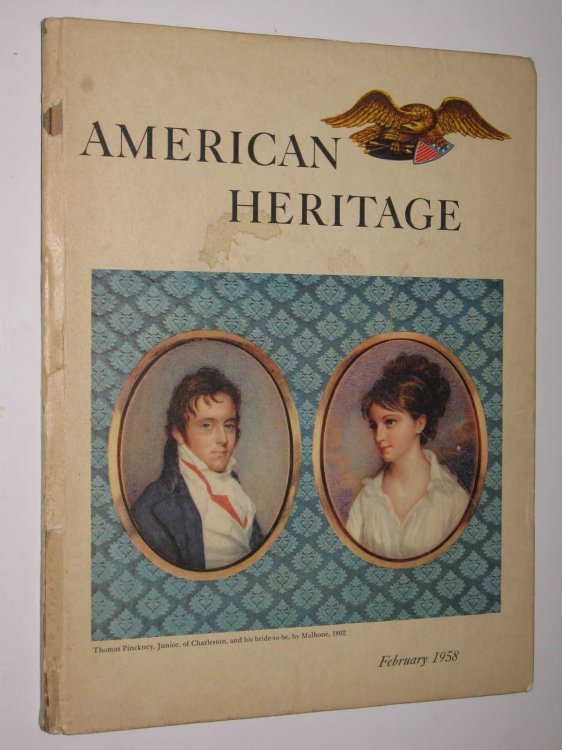 AMERICAN
HERITAGE
Thomas Pinckney, Junior, of Charleston, and his bride-to-be, by Malbone, 1802
February 1958